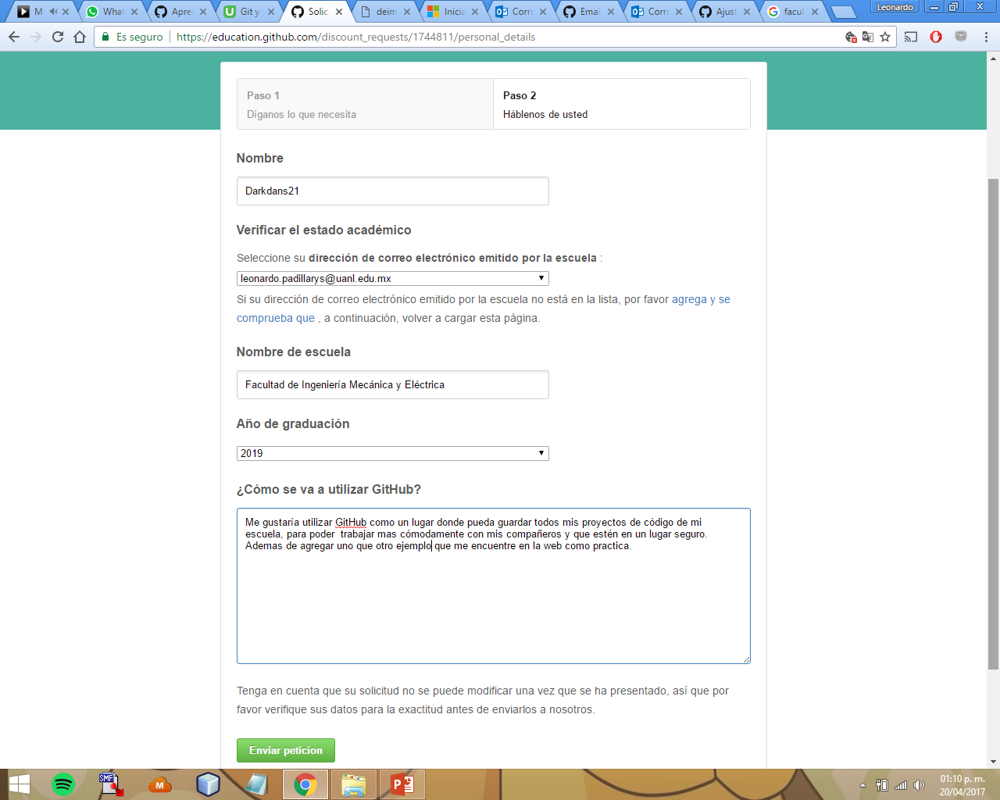 M
What
Apre
Git y
Solic
deim
Inicia
Corre
Emai
Corre
Ajust
facul
Leonardo
Es seguro
https://education.github.com/discount_requests/1744811/personal_details
Paso 1
Díganos lo que necesita
Paso 2
Háblenos de usted
Nombre
Darkdans21
Verificar el estado académico
Seleccione su dirección de correo electrónico emitido por la escuela :
leonardo.padillarys@uanl.edu.mx
Si su dirección de correo electrónico emitido por la escuela no está en la lista, por favor agrega y se
comprueba que , a continuación, volver a cargar esta página.
Nombre de escuela
Facultad de Ingeniería Mecánica y Eléctrica
Año de graduación
2019
¿Cómo se va a utilizar GitHub?
Me gustaría utilizar GitHub como un lugar donde pueda guardar todos mis proyectos de código de mi
escuela, para poder  trabajar mas cómodamente con mis compañeros y que estén en un lugar seguro.
Ademas de agregar uno que otro ejemplo que me encuentre en la web como practica.
Tenga en cuenta que su solicitud no se puede modificar una vez que se ha presentado, así que por
favor verifique sus datos para la exactitud antes de enviarlos a nosotros.
Enviar peticion
SMF
M
01:10 p. m.
20/04/2017